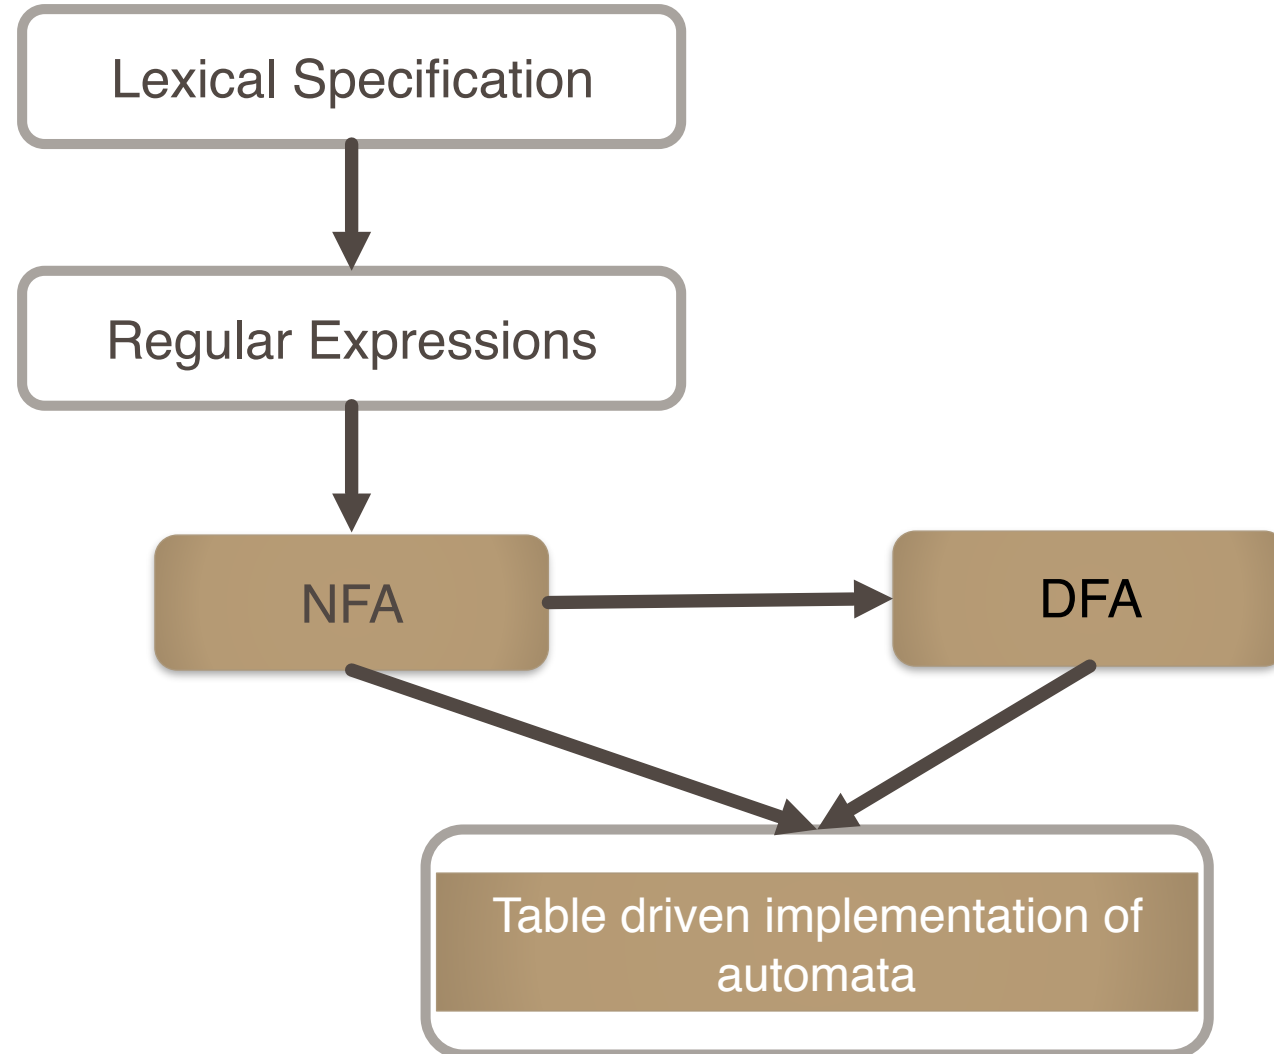 Lexical Specification
Regular Expressions
NFA
DFA
Table driven implementation of
automata